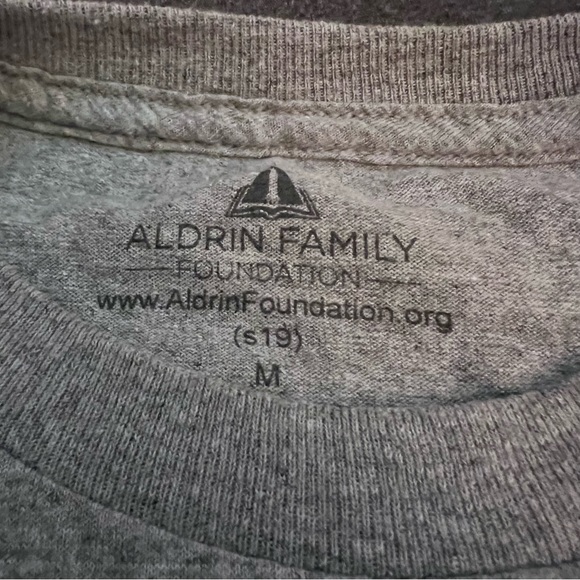 ALDRIN FAMILY
FOUNDATION
www.AldrinFoundation.org
(s19)
M